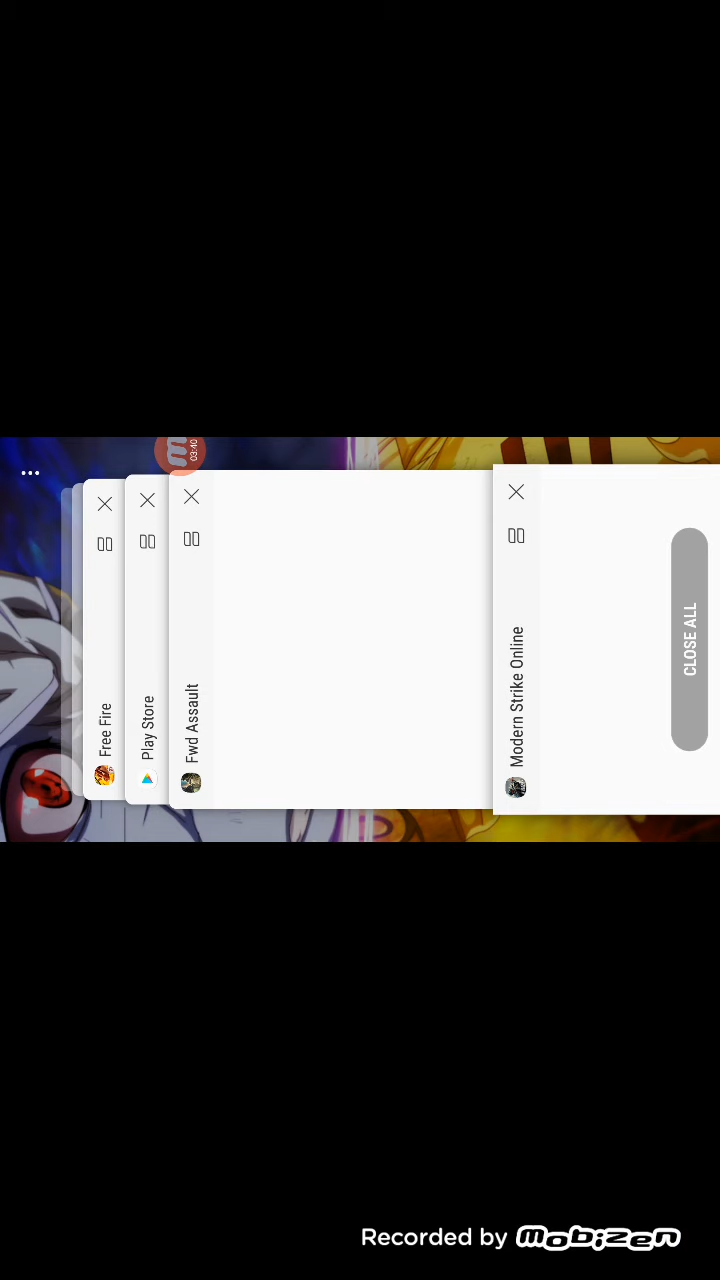 03:40
Free Fire
Play Store
Fwd Assault
Modern Strike Online
CLOSE ALL
Recorded by mobizen